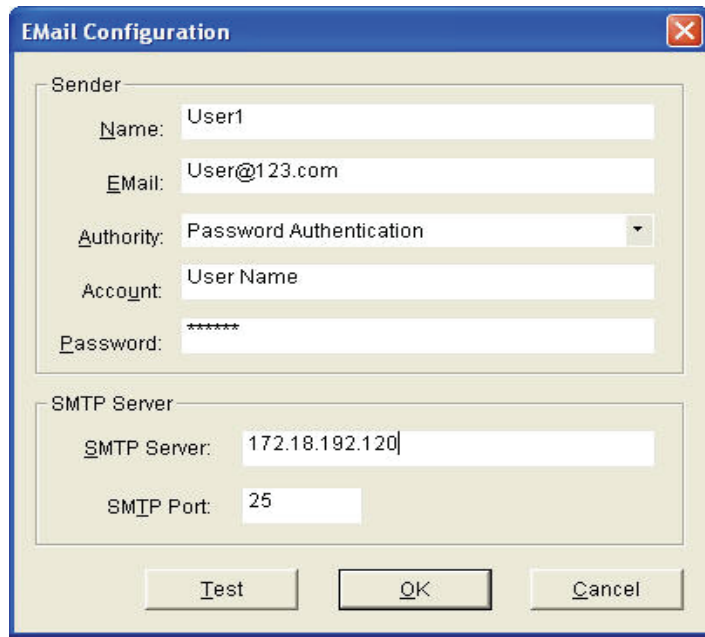 EMail Configuration
Sender
Name: User1
EMail: User@123.com
Authority: Password Authentication
Account: User Name
Password: ******
SMTP Server
SMTP Server: 172.18.192.120
SMTP Port: 25
Test OK Cancel